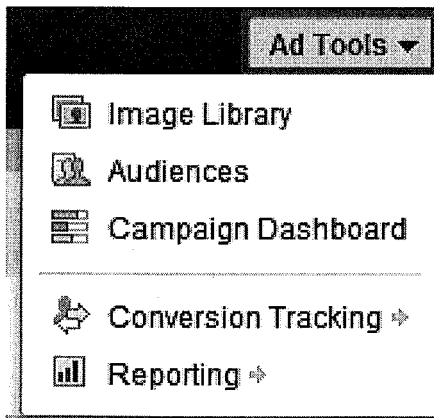 Ad Tools
Image Library
Audiences
Campaign Dashboard
Conversion Tracking
Reporting